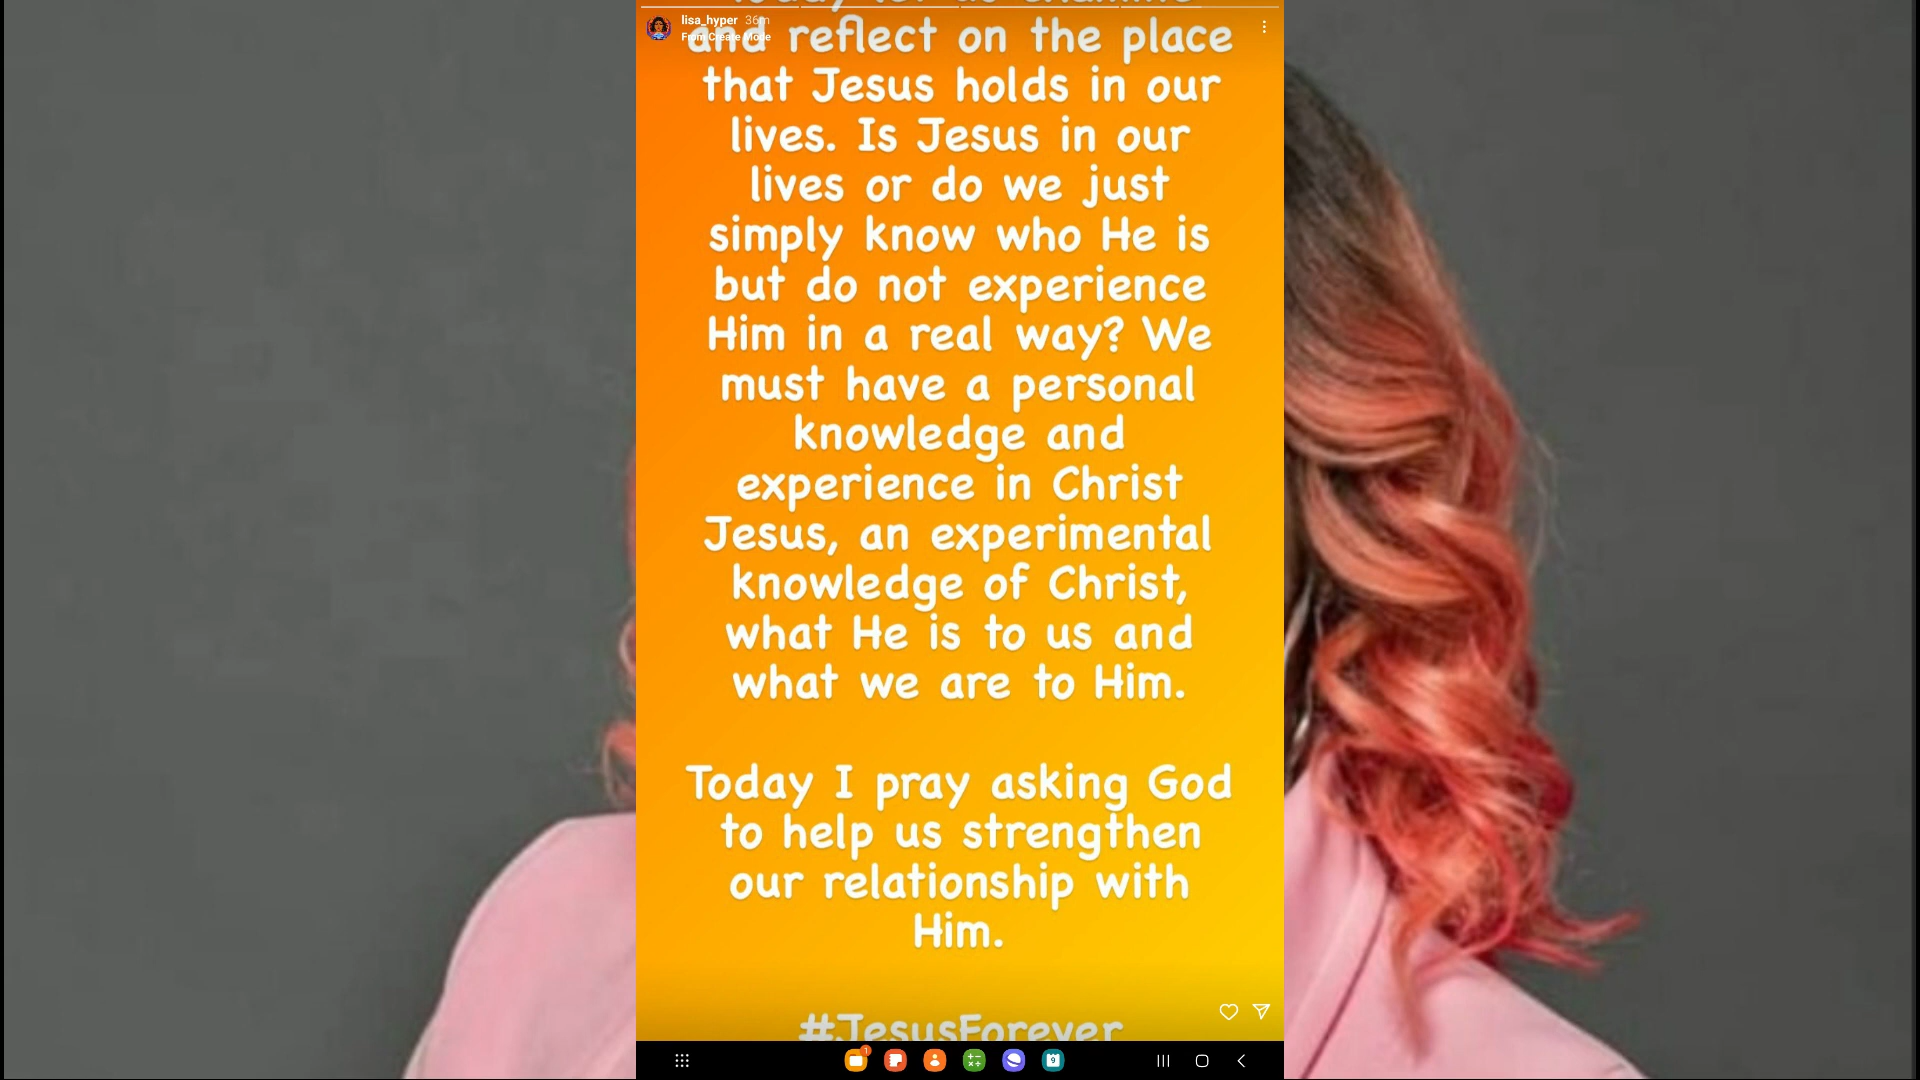 lisa_hyper 36m
From Create Mode
and reflect on the place
that Jesus holds in our
lives. Is Jesus in our
lives or do we just
simply know who He is
but do not experience
Him in a real way? We
must have a personal
knowledge and
experience in Christ
Jesus, an experimental
knowledge of Christ,
what He is to us and
what we are to Him.
Today I pray asking God
to help us strengthen
our relationship with
Him.
#JesusForever
1
9